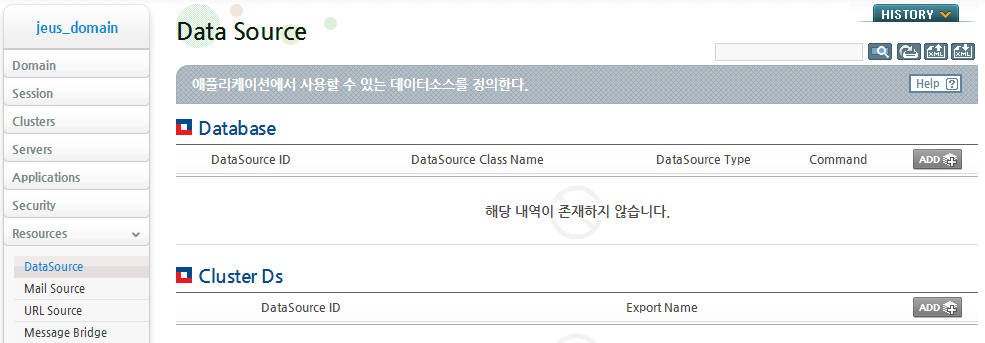 jeus_domain
Domain
Session
Clusters
Servers
Applications
Security
Resources
DataSource
Mail Source
URL Source
Message Bridge
HISTORY
Data Source
XML XML
애플리케이션에서 사용할 수 있는 데이터소스를 정의한다.
Help ?
Database
DataSource ID DataSource Class Name DataSource Type Command ADD
해당 내역이 존재하지 않습니다.
Cluster Ds
DataSource ID Export Name ADD